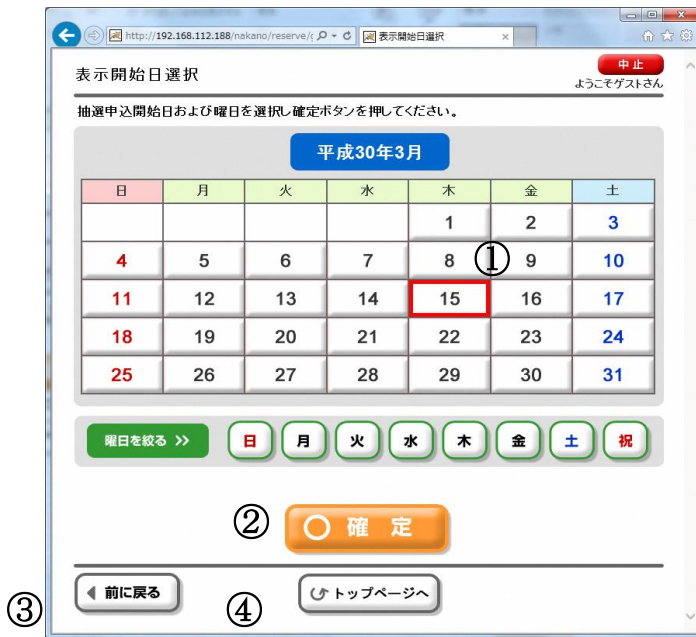 http://192.168.112.188/nakano/reserve/g 表示開始日選択 ×
表示開始日選択
中止
ようこそゲストさん
抽選申込開始日および曜日を選択し確定ボタンを押してください。
平成30年3月
日 月 火 水 木 金 土
1 2 3
4 5 6 7 8 ① 9 10
11 12 13 14 15 16 17
18 19 20 21 22 23 24
25 26 27 28 29 30 31
曜日を絞る >> 日 月 火 水 木 金 土 祝
② 確 定
③ 前に戻る ④ トップページへ